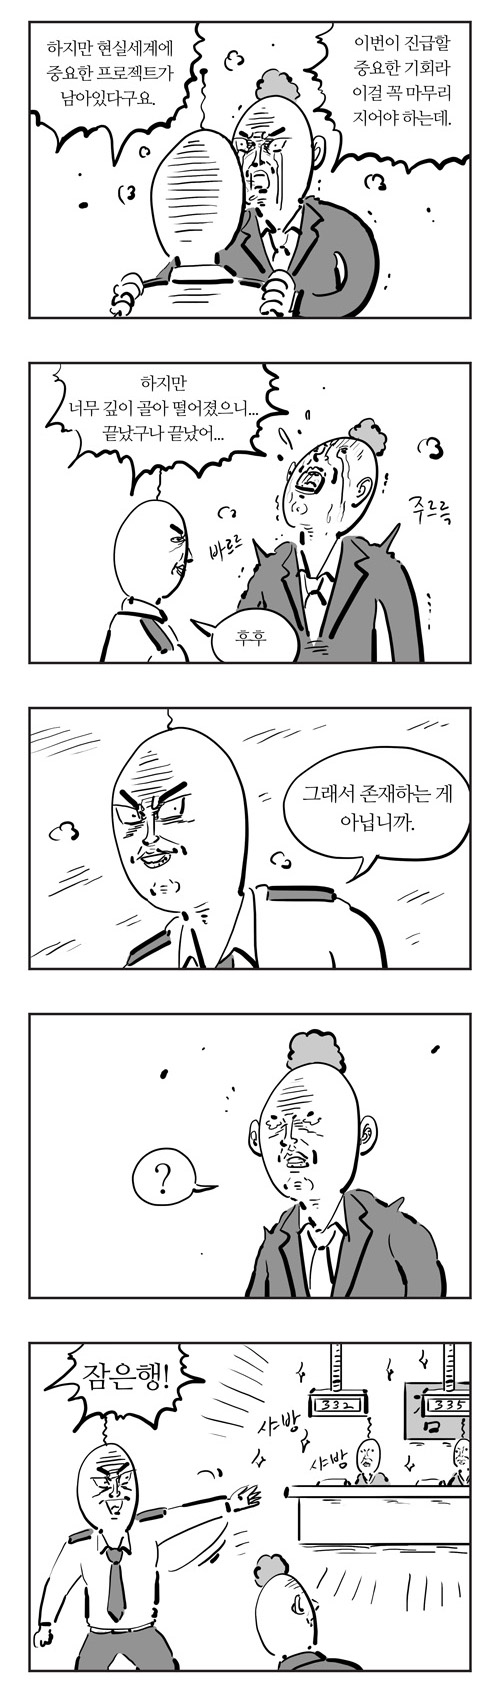 하지만 현실세계에
중요한 프로젝트가
남아있다구요.
이번이 진급할
중요한 기회라
이걸 꼭 마무리
지어야 하는데.
하지만
너무 깊이 골아 떨어졌으니...
끝났구나 끝났어...
바르르
주르륵
후후
그래서 존재하는 게
아닙니까.
?
잠은행!
샤방
샤방
332
335